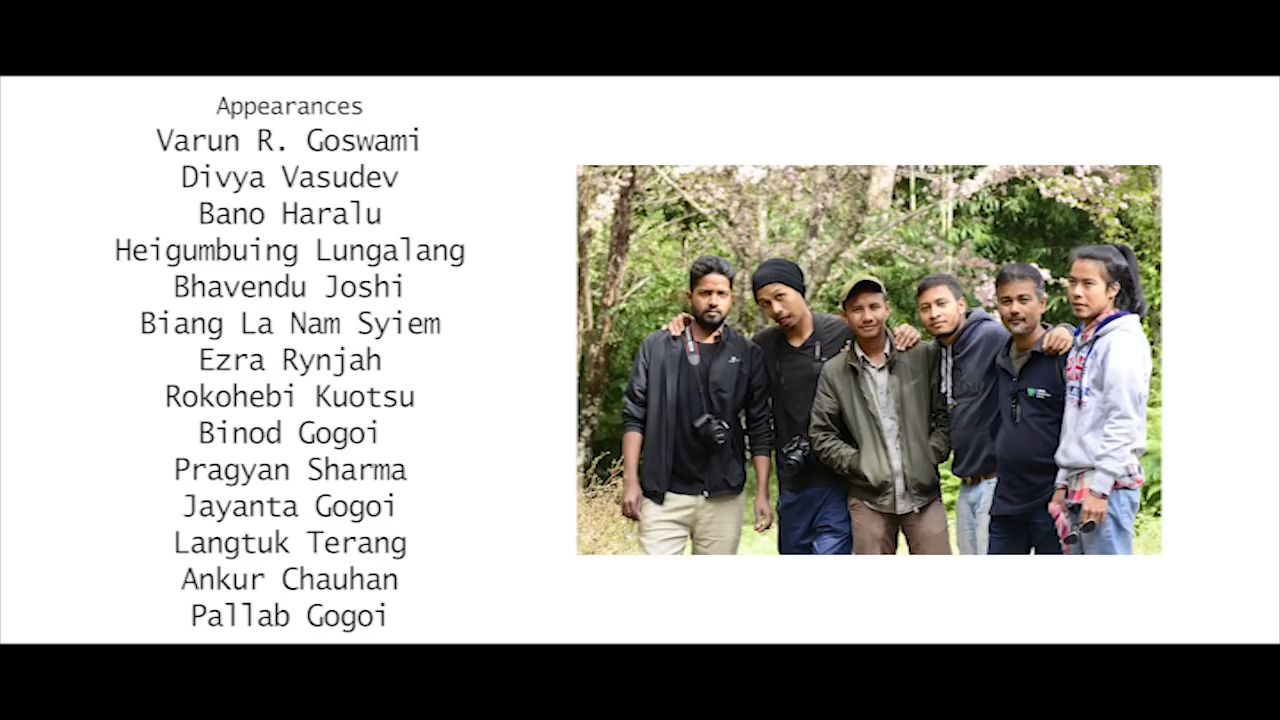 Appearances
Varun R. Goswami
Divya Vasudev
Bano Haralu
Heigumbuing Lungalang
Bhavendu Joshi
Biang La Nam Syiem
Ezra Rynjah
Rokohebi Kuotsu
Binod Gogoi
Pragyan Sharma
Jayanta Gogoi
Langtuk Terang
Ankur Chauhan
Pallab Gogoi